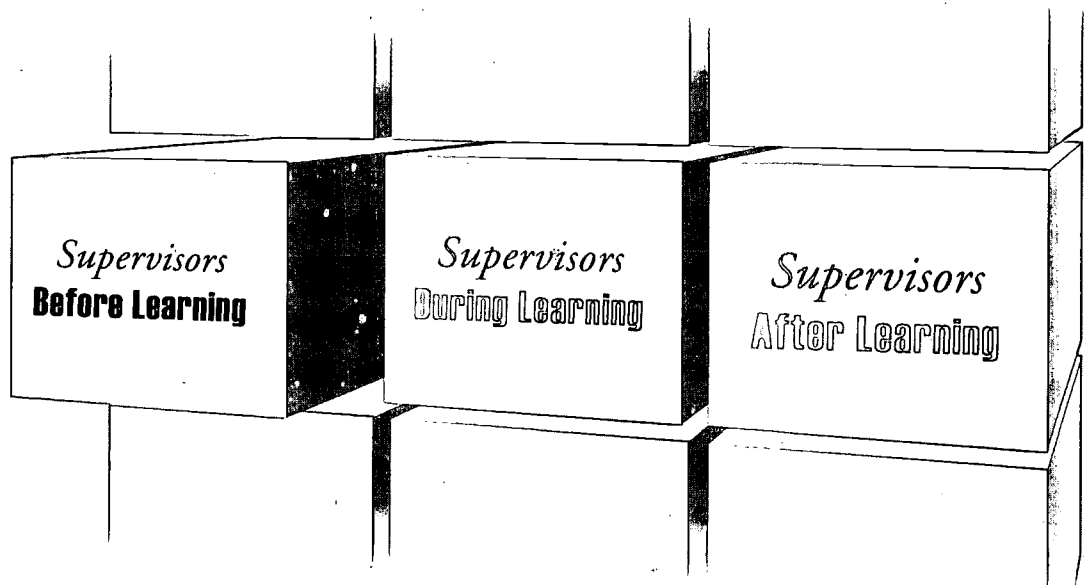 Supervisors
Before Learning
Supervisors
During Learning
Supervisors
After Learning